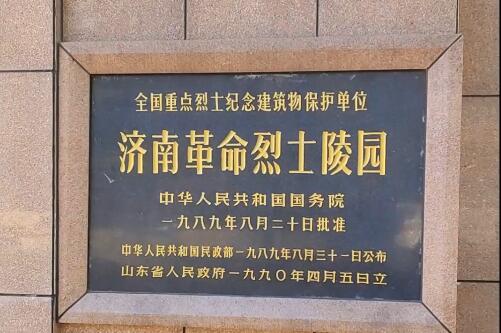 全国重点烈士纪念建筑物保护单位
济南革命烈士陵园
中华人民共和国国务院
一九八九年八月二十日批准
中华人民共和国民政部一九八九年八月三十一日公布
山东省人民政府一九九〇年四月五日立